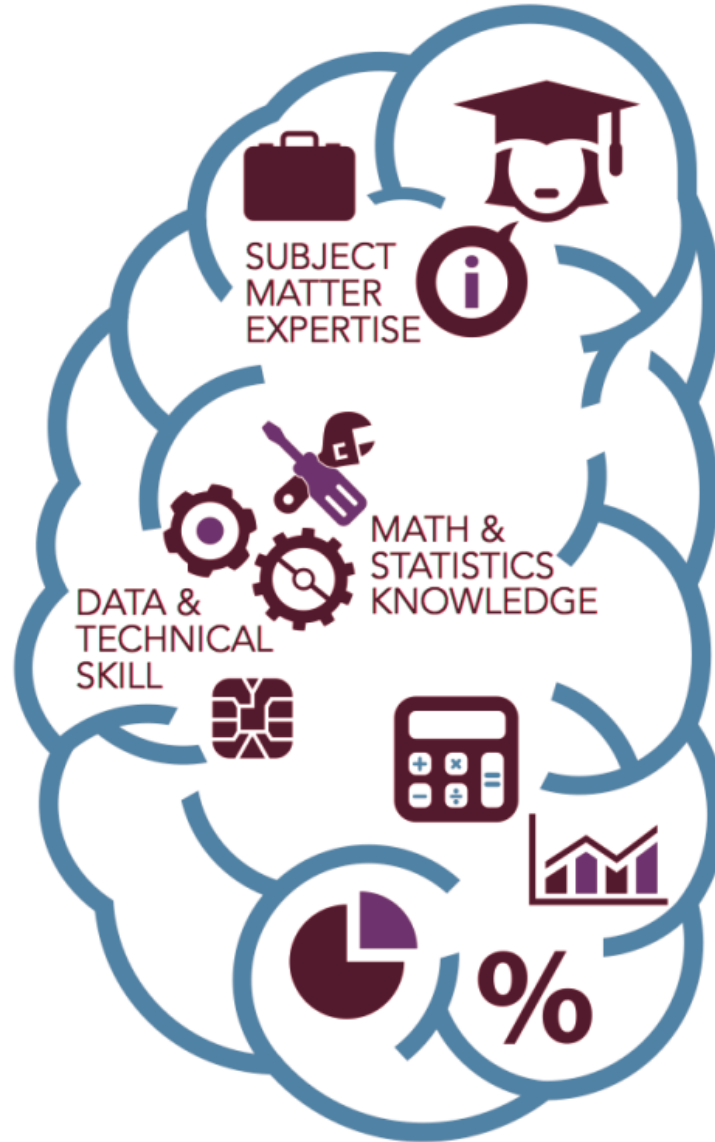 SUBJECT
MATTER
EXPERTISE
i
MATH &
STATISTICS
KNOWLEDGE
DATA &
TECHNICAL
SKILL
+ ×
− ÷ =
%